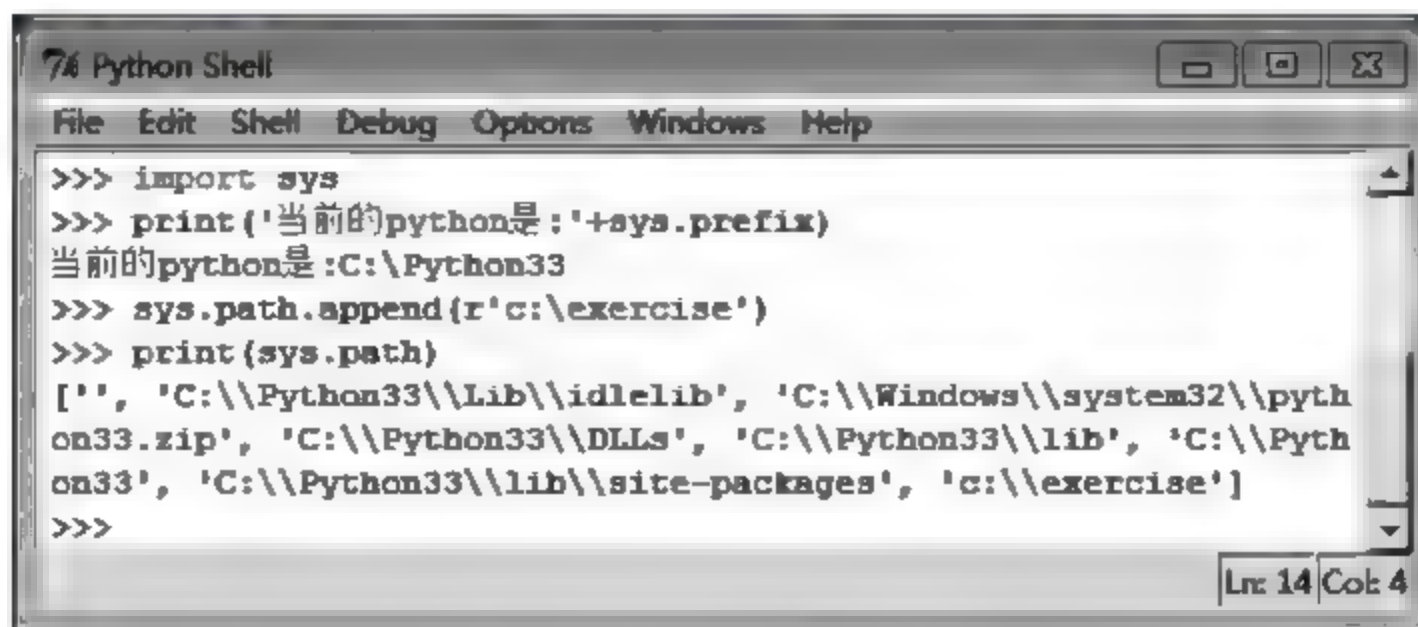 Python Shell
File Edit Shell Debug Options Windows Help
>>> import sys
>>> print('当前的python是:'+sys.prefix)
当前的python是:C:\Python33
>>> sys.path.append(r'c:\exercise')
>>> print(sys.path)
['', 'C:\\Python33\\Lib\\idlelib', 'C:\\Windows\\system32\\pyth
on33.zip', 'C:\\Python33\\DLLs', 'C:\\Python33\\lib', 'C:\\Pyth
on33', 'C:\\Python33\\lib\\site-packages', 'c:\\exercise']
>>>
Ln: 14 Col: 4